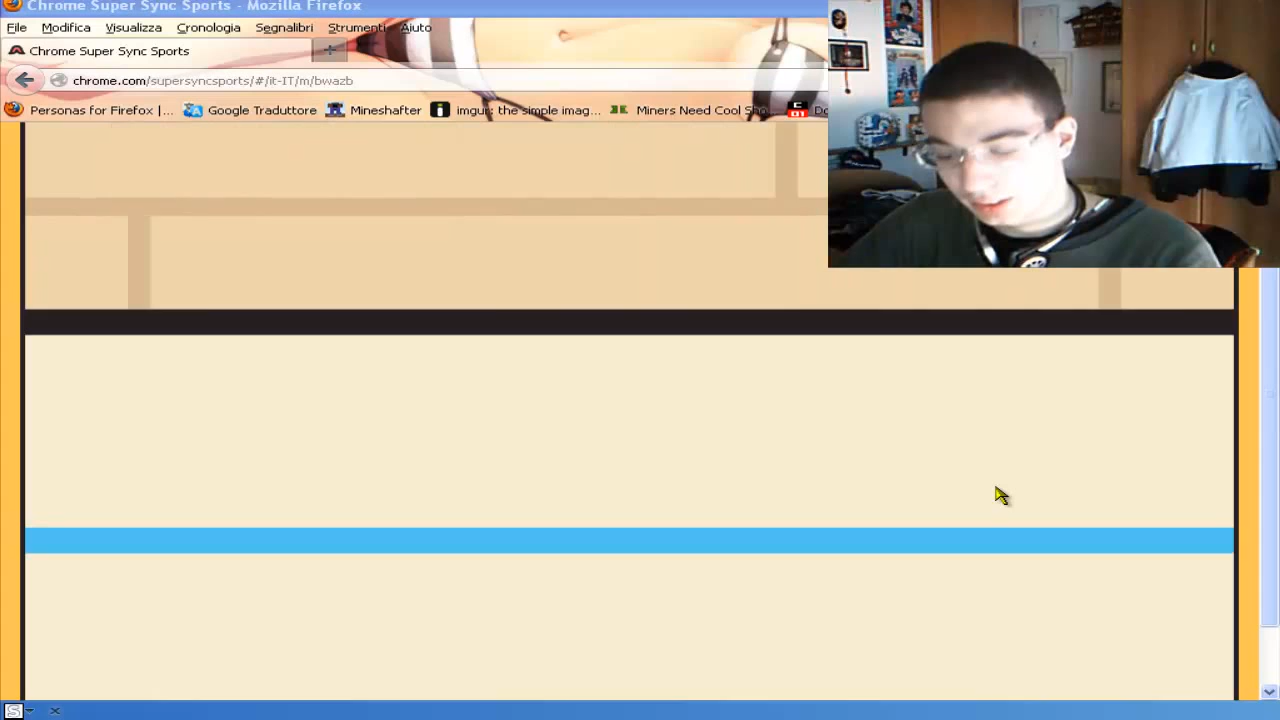 Chrome Super Sync Sports - Mozilla Firefox
File Modifica Visualizza Cronologia Segnalibri Strumenti Aiuto
Chrome Super Sync Sports
chrome.com/supersyncsports/#/it-IT/m/bwazb
Personas for Firefox |... Google Traduttore Mineshafter imgur: the simple imag... Miners Need Cool Sho...